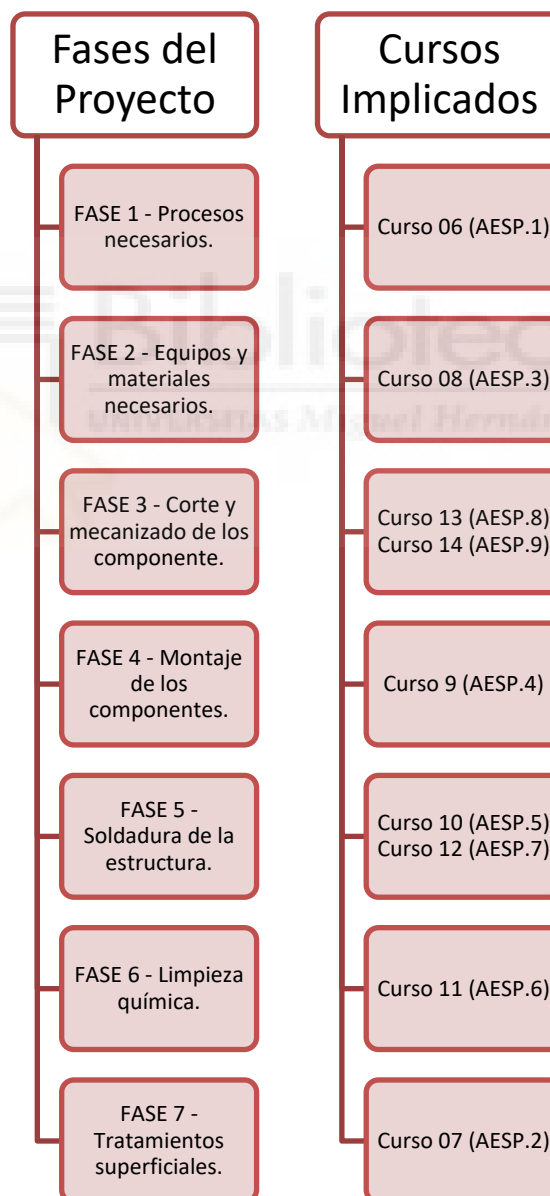 Fases del
Proyecto
FASE 1 - Procesos
necesarios.
FASE 2 - Equipos y
materiales
necesarios.
FASE 3 - Corte y
mecanizado de los
componente.
FASE 4 - Montaje
de los
componentes.
FASE 5 -
Soldadura de la
estructura.
FASE 6 - Limpieza
química.
FASE 7 -
Tratamientos
superficiales.
Cursos
Implicados
Curso 06 (AESP.1)
Curso 08 (AESP.3)
Curso 13 (AESP.8)
Curso 14 (AESP.9)
Curso 9 (AESP.4)
Curso 10 (AESP.5)
Curso 12 (AESP.7)
Curso 11 (AESP.6)
Curso 07 (AESP.2)
Bibliotec
UNIVERSITAS Miguel Hernán